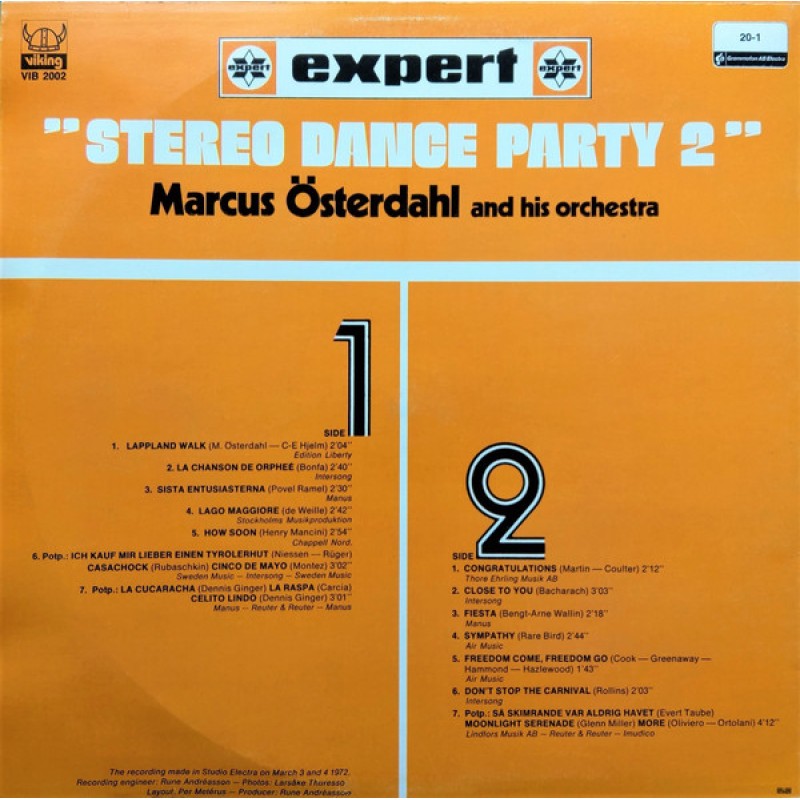 viking
VIB 2002
expert
expert
expert
20-1
Grammofon AB Electra
"STEREO DANCE PARTY 2"
Marcus Österdahl and his orchestra
1
SIDE
1. LAPPLAND WALK (M. Österdahl — C-E Hjelm) 2'04"
Edition Liberty
2. LA CHANSON DE ORPHEÉ (Bonfa) 2'40"
Intersong
3. SISTA ENTUSIASTERNA (Povel Ramel) 2'30"
Manus
4. LAGO MAGGIORE (de Weille) 2'42"
Stockholms Musikproduktion
5. HOW SOON (Henry Mancini) 2'54"
Chappell Nord.
6. Potp.: ICH KAUF MIR LIEBER EINEN TYROLERHUT (Niessen — Rüger)
CASACHOCK (Rubaschkin) CINCO DE MAYO (Montez) 3'02"
Sweden Music — Intersong — Sweden Music
7. Potp.: LA CUCARACHA (Dennis Ginger) LA RASPA (Carcia)
CELITO LINDO (Dennis Ginger) 3'01"
Manus — Reuter & Reuter — Manus
2
SIDE
1. CONGRATULATIONS (Martin — Coulter) 2'12"
Thore Ehrling Musik AB
2. CLOSE TO YOU (Bacharach) 3'03"
Intersong
3. FIESTA (Bengt-Arne Wallin) 2'18"
Manus
4. SYMPATHY (Rare Bird) 2'44"
Air Music
5. FREEDOM COME, FREEDOM GO (Cook — Greenaway —
Hammond — Hazlewood) 1'43"
Air Music
6. DON'T STOP THE CARNIVAL (Rollins) 2'03"
Intersong
7. Potp.: SÅ SKIMRANDE VAR ALDRIG HAVET (Evert Taube)
MOONLIGHT SERENADE (Glenn Miller) MORE (Oliviero — Ortolani) 4'12"
Lindfors Musik AB — Reuter & Reuter — Imudico
The recording made in Studio Electra on March 3 and 4 1972.
Recording engineer: Rune Andréasson — Photos: Larsåke Thuresso
Layout. Per Metérus — Producer: Rune Andréasson